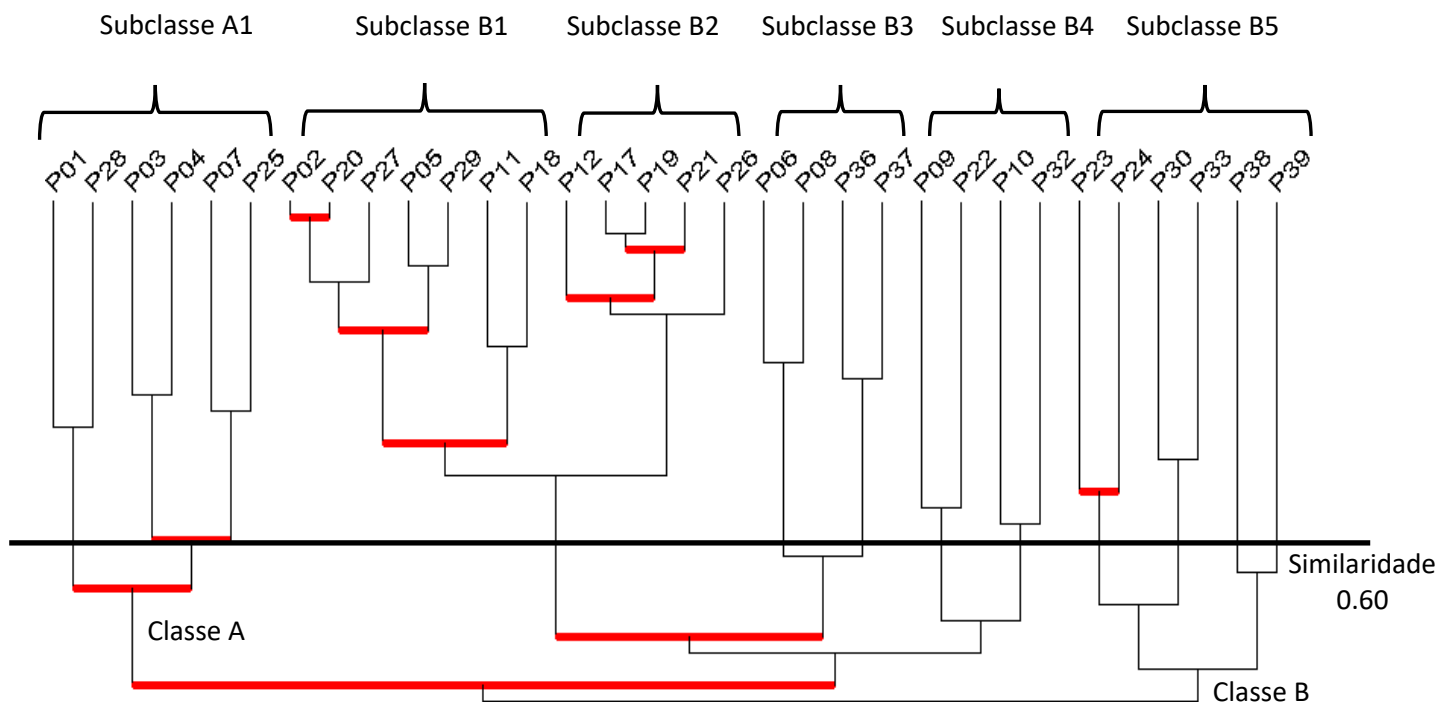 Subclasse A1 Subclasse B1 Subclasse B2 Subclasse B3 Subclasse B4 Subclasse B5
P01 P28 P03 P04 P07 P25 P02 P20 P27 P05 P29 P11 P18 P12 P17 P19 P21 P26 P06 P08 P36 P37 P09 P22 P10 P32 P23 P24 P30 P33 P38 P39
Similaridade
0.60
Classe A
Classe B